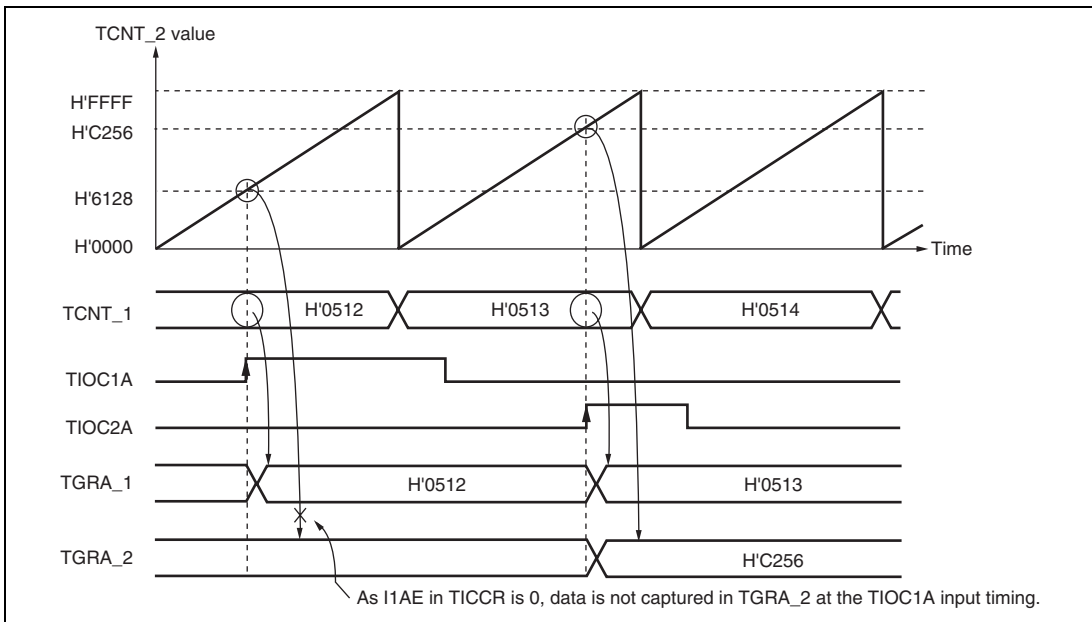 TCNT_2 value
H'FFFF
H'C256
H'6128
H'0000
Time
TCNT_1
H'0512
H'0513
H'0514
TIOC1A
TIOC2A
TGRA_1
H'0512
H'0513
TGRA_2
H'C256
As I1AE in TICCR is 0, data is not captured in TGRA_2 at the TIOC1A input timing.